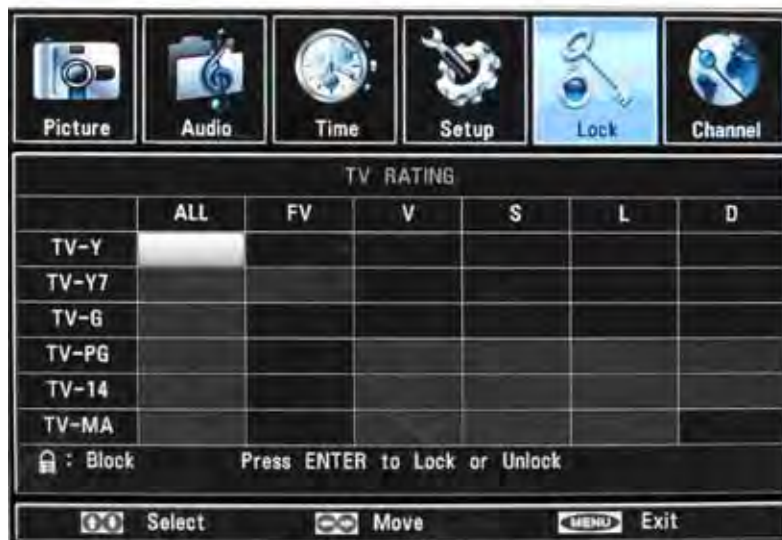 Picture Audio Time Setup Lock Channel
TV RATING
ALL FV V S L D
TV-Y
TV-Y7
TV-G
TV-PG
TV-14
TV-MA
: Block Press ENTER to Lock or Unlock
Select Move MENU Exit